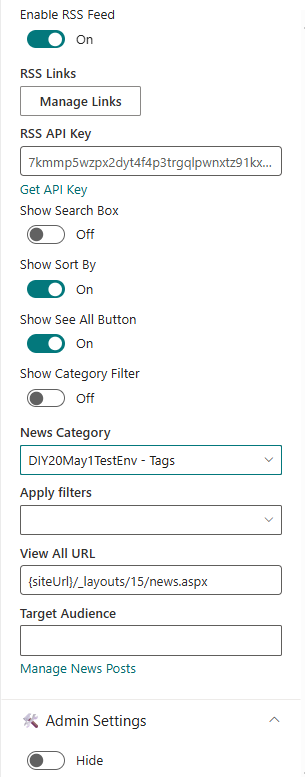 Enable RSS Feed
On
RSS Links
Manage Links
RSS API Key
7kmmp5wzpx2dyt4f4p3trgqlpwnxtz91kx...
Get API Key
Show Search Box
Off
Show Sort By
On
Show See All Button
On
Show Category Filter
Off
News Category
DIY20May1TestEnv - Tags
Apply filters
View All URL
{siteUrl}/_layouts/15/news.aspx
Target Audience
Manage News Posts
Admin Settings
Hide